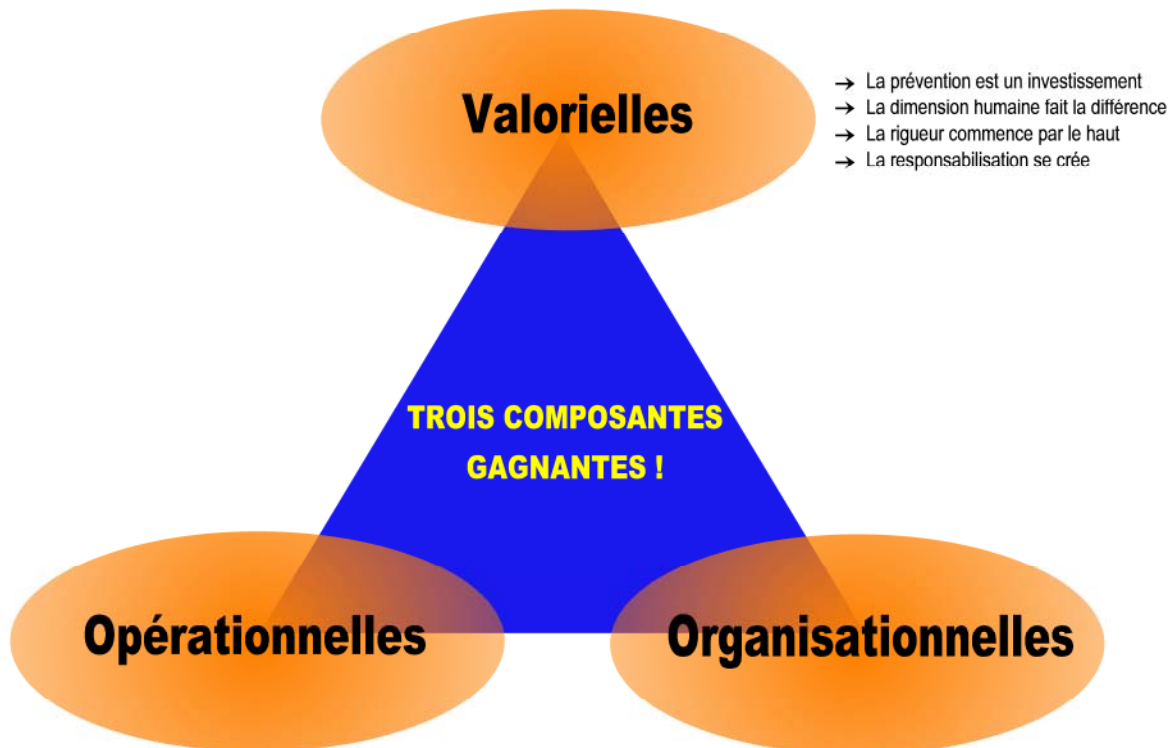 Valorielles
→ La prévention est un investissement
→ La dimension humaine fait la différence
→ La rigueur commence par le haut
→ La responsabilisation se crée
TROIS COMPOSANTES
GAGNANTES !
Opérationnelles
Organisationnelles